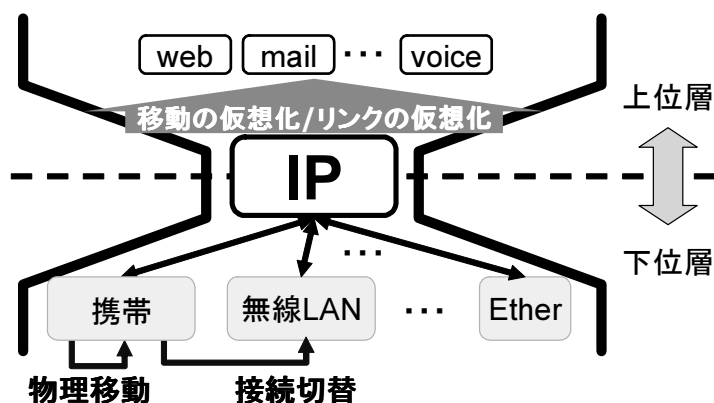 web mail ･･･ voice
上位層
移動の仮想化/リンクの仮想化
IP
･･･
下位層
携帯 無線LAN ･･･ Ether
物理移動 接続切替